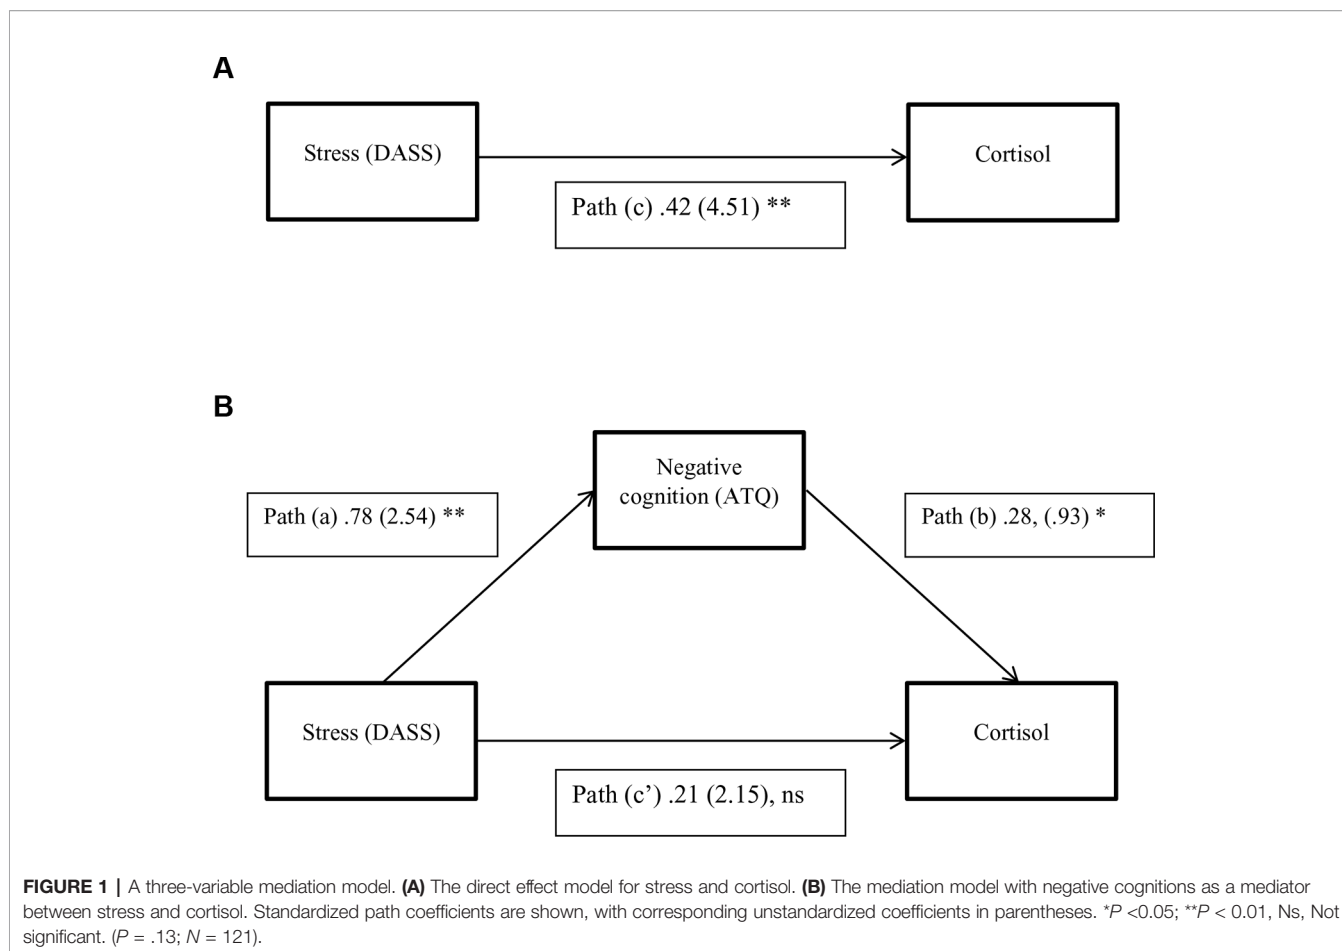 A
Stress (DASS)
Cortisol
Path (c) .42 (4.51) **
B
Negative
cognition (ATQ)
Path (a) .78 (2.54) **
Path (b) .28, (.93) *
Stress (DASS)
Cortisol
Path (c’) .21 (2.15), ns
FIGURE 1 | A three-variable mediation model. (A) The direct effect model for stress and cortisol. (B) The mediation model with negative cognitions as a mediator
between stress and cortisol. Standardized path coefficients are shown, with corresponding unstandardized coefficients in parentheses. *P <0.05; **P < 0.01, Ns, Not
significant. (P = .13; N = 121).